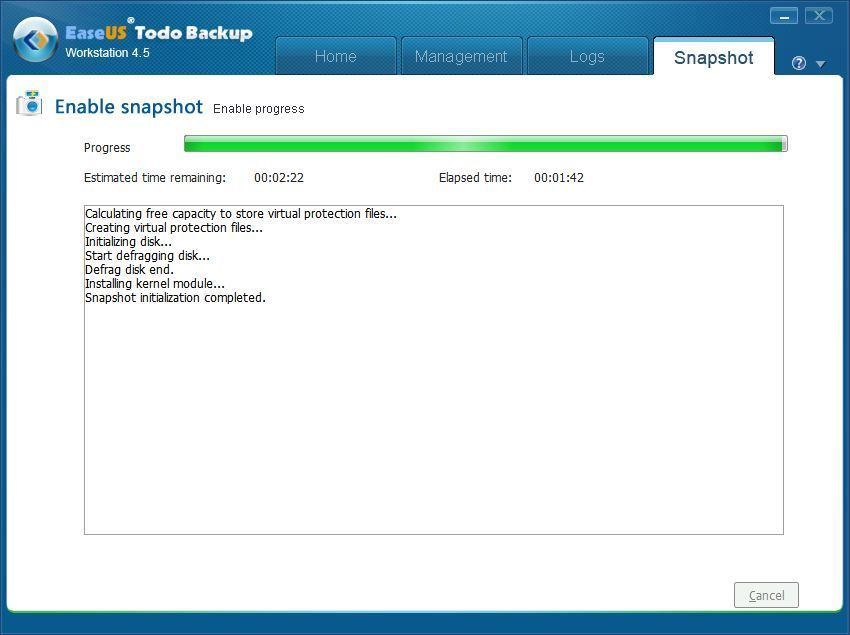 EaseUS® Todo Backup
Workstation 4.5
Home
Management
Logs
Snapshot
?
Enable snapshot Enable progress
Progress
Estimated time remaining: 00:02:22 Elapsed time: 00:01:42
Calculating free capacity to store virtual protection files...
Creating virtual protection files...
Initializing disk...
Start defragging disk...
Defrag disk end.
Installing kernel module...
Snapshot initialization completed.
Cancel